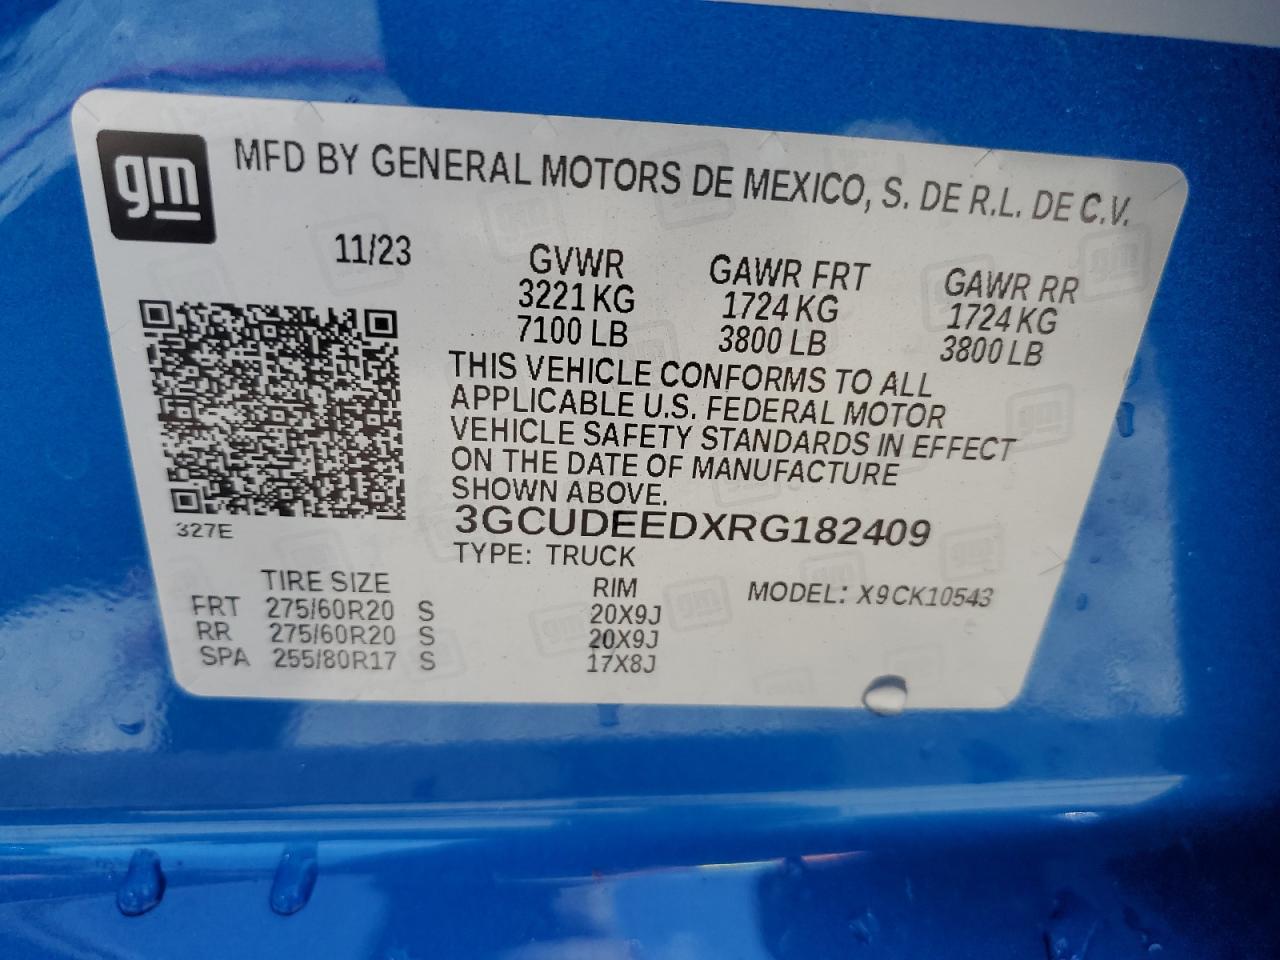 gm
MFD BY GENERAL MOTORS DE MEXICO, S. DE R.L. DE C.V.
11/23
GVWR GAWR FRT GAWR RR
3221 KG 1724 KG 1724 KG
7100 LB 3800 LB 3800 LB
THIS VEHICLE CONFORMS TO ALL
APPLICABLE U.S. FEDERAL MOTOR
VEHICLE SAFETY STANDARDS IN EFFECT
ON THE DATE OF MANUFACTURE
SHOWN ABOVE.
327E
3GCUDEEDXRG182409
TYPE: TRUCK
TIRE SIZE RIM MODEL: X9CK10543
FRT 275/60R20 S 20X9J
RR 275/60R20 S 20X9J
SPA 255/80R17 S 17X8J